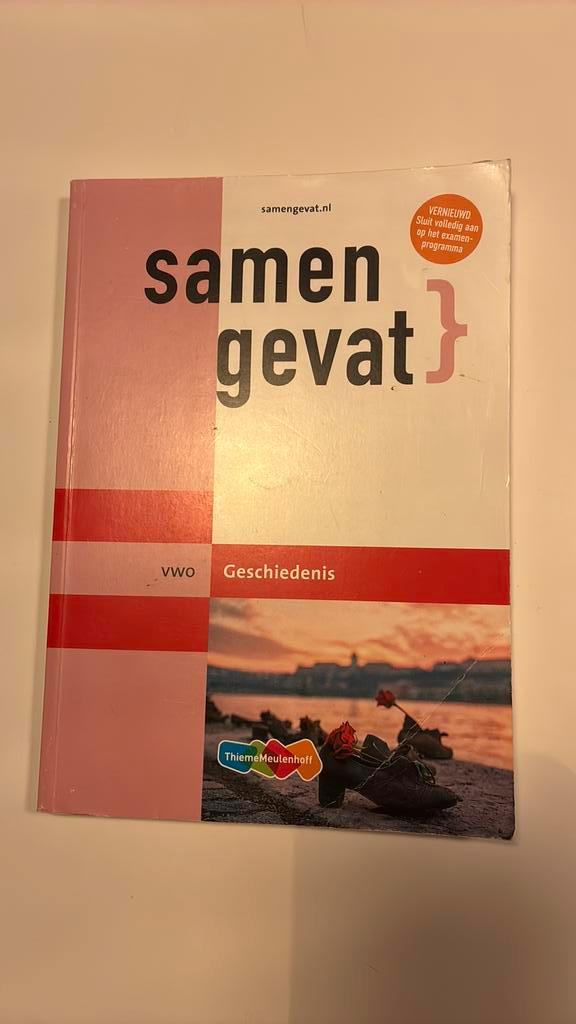 samengevat.nl
VERNIEUWD
Sluit volledig aan
op het examen-
programma
samen
gevat}
vwo Geschiedenis
ThiemeMeulenhoff